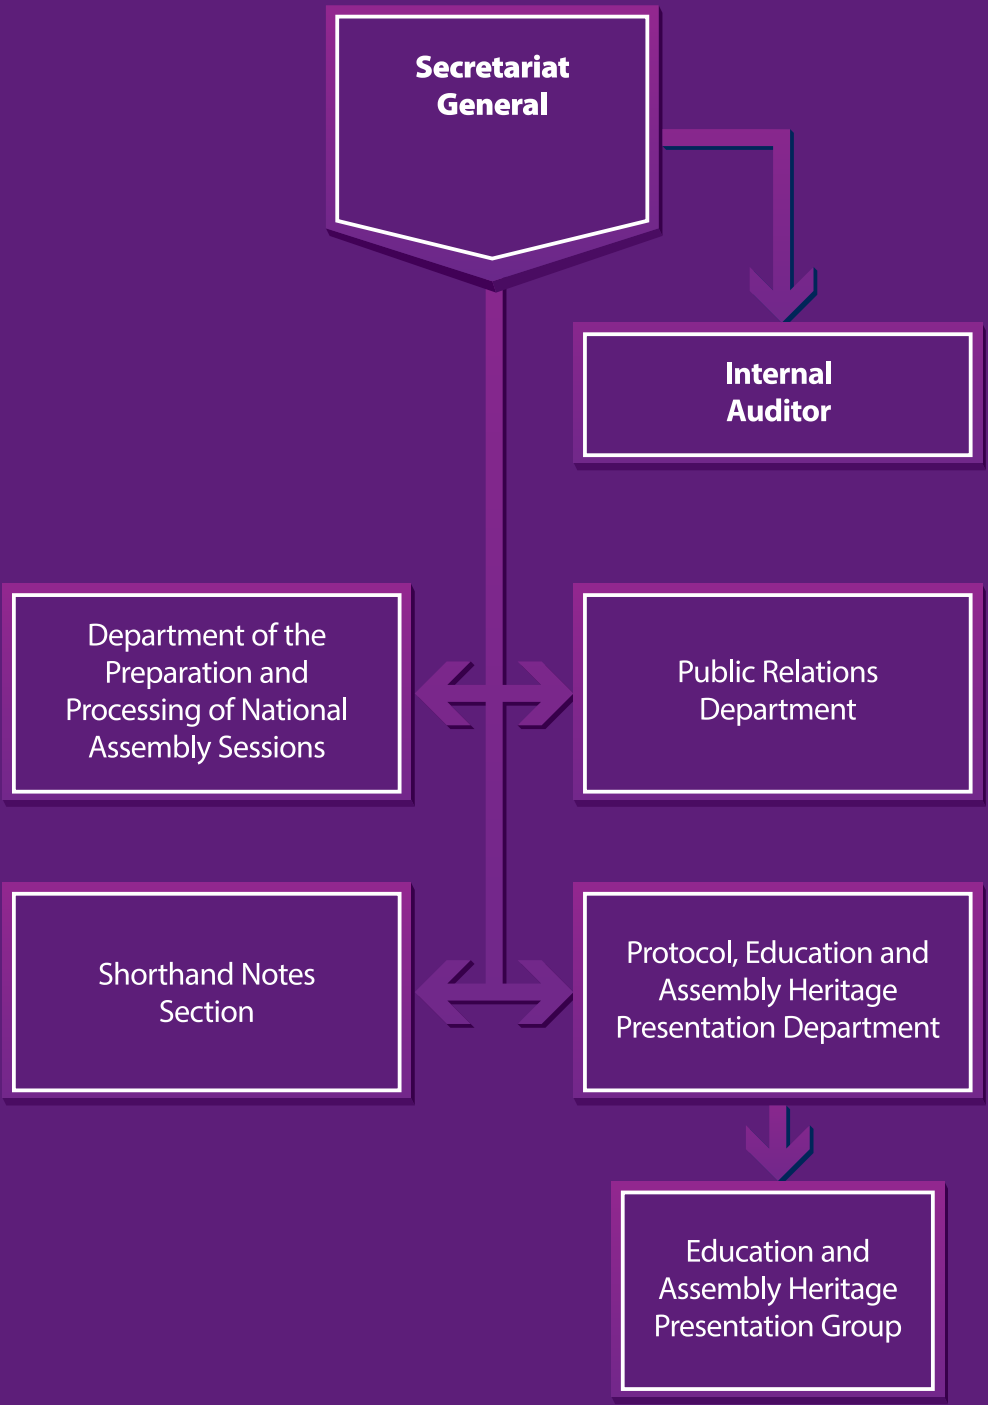 Secretariat
General
Internal
Auditor
Department of the
Preparation and
Processing of National
Assembly Sessions
Public Relations
Department
Shorthand Notes
Section
Protocol, Education and
Assembly Heritage
Presentation Department
Education and
Assembly Heritage
Presentation Group